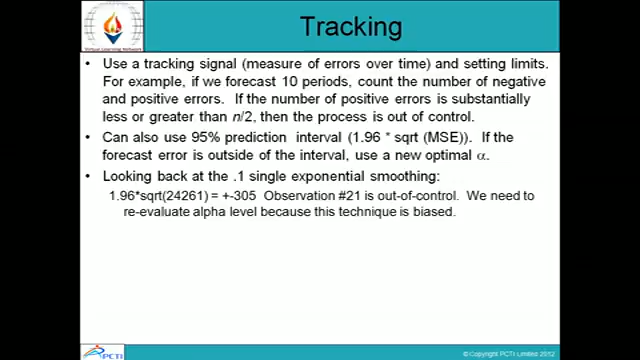 Tracking
Virtual Learning Network
• Use a tracking signal (measure of errors over time) and setting limits.
For example, if we forecast 10 periods, count the number of negative
and positive errors. If the number of positive errors is substantially
less or greater than n/2, then the process is out of control.
• Can also use 95% prediction interval (1.96 * sqrt (MSE)). If the
forecast error is outside of the interval, use a new optimal α.
• Looking back at the .1 single exponential smoothing:
1.96*sqrt(24261) = +-305 Observation #21 is out-of-control. We need to
re-evaluate alpha level because this technique is biased.
PCTI
© Copyright PCTI Limited 2012